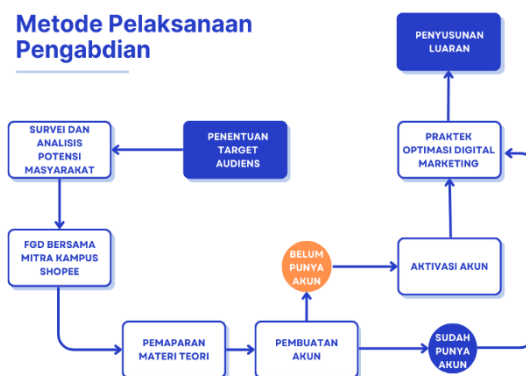 Metode Pelaksanaan
Pengabdian
PENYUSUNAN
LUARAN
SURVEI DAN
ANALISIS
POTENSI
MASYARAKAT
PENENTUAN
TARGET
AUDIENS
PRAKTEK
OPTIMASI DIGITAL
MARKETING
FGD BERSAMA
MITRA KAMPUS
SHOPEE
BELUM
PUNYA
AKUN
AKTIVASI AKUN
PEMAPARAN
MATERI TEORI
PEMBUATAN
AKUN
SUDAH
PUNYA
AKUN